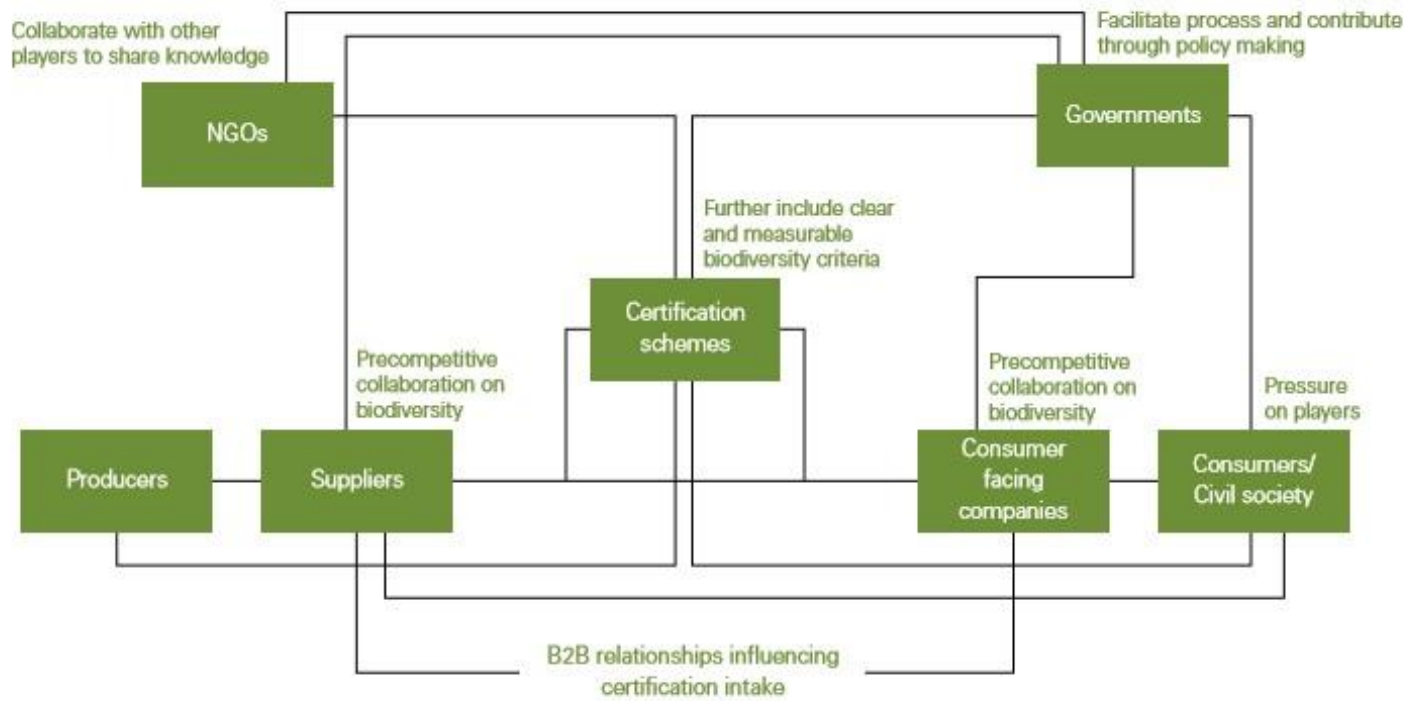 Collaborate with other
players to share knowledge
Facilitate process and contribute
through policy making
NGOs
Governments
Further include clear
and measurable
biodiversity criteria
Certification
schemes
Precompetitive
collaboration on
biodiversity
Precompetitive
collaboration on
biodiversity
Pressure
on players
Producers
Suppliers
Consumer
facing
companies
Consumers/
Civil society
B2B relationships influencing
certification intake